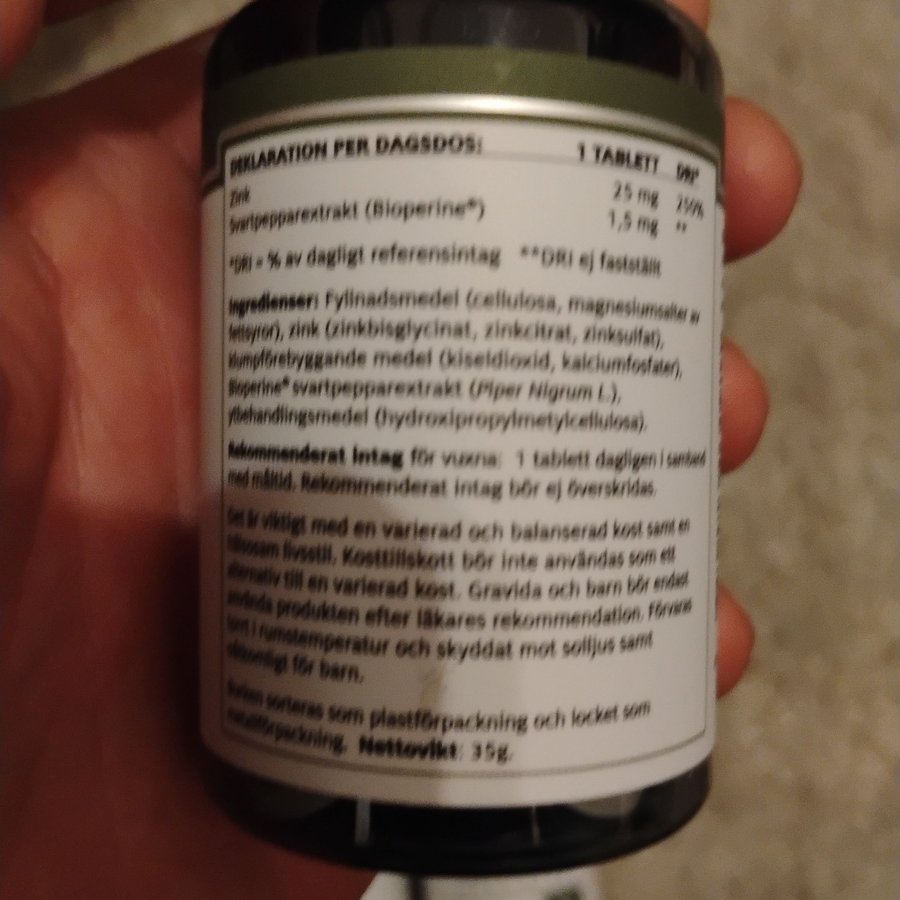 DEKLARATION PER DAGSDOS: 1 TABLETT DRI*
Zink 25 mg 250%
Svartpepparextrakt (Bioperine®) 1,5 mg **
*DRI = % av dagligt referensintag **DRI ej fastställt
Ingredienser: Fyllnadsmedel (cellulosa, magnesiumsalter av
fettsyror), zink (zinkbisglycinat, zinkcitrat, zinksulfat),
klumpförebyggande medel (kiseldioxid, kalciumfosfater),
Bioperine® svartpepparextrakt (Piper Nigrum L.),
ytbehandlingsmedel (hydroxipropylmetylcellulosa).
Rekommenderat intag för vuxna: 1 tablett dagligen i samband
med måltid. Rekommenderat intag bör ej överskridas.
Det är viktigt med en varierad och balanserad kost samt en
hälsosam livsstil. Kosttillskott bör inte användas som ett
alternativ till en varierad kost. Gravida och barn bör endast
använda produkten efter läkares rekommendation. Förvaras
torrt i rumstemperatur och skyddat mot solljus samt
oåtkomligt för barn.
Burken sorteras som plastförpackning och locket som
metallförpackning. Nettovikt: 35g.